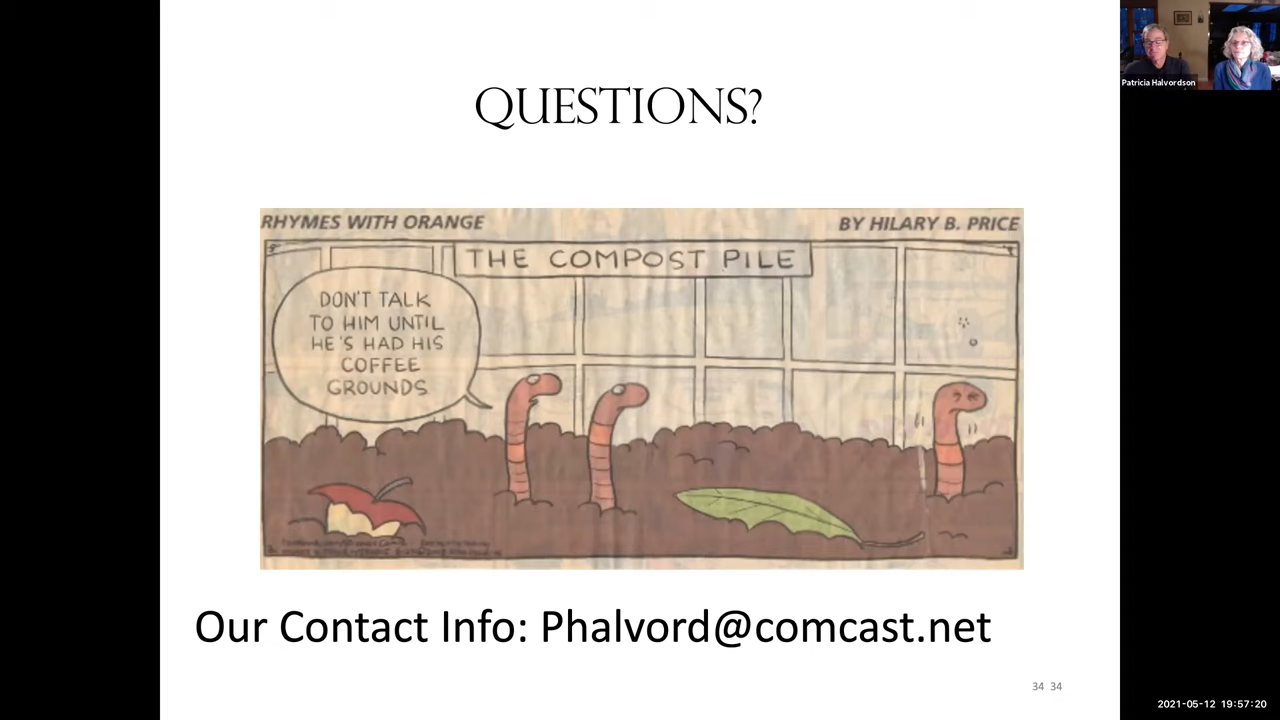 QUESTIONS?
RHYMES WITH ORANGE
BY HILARY B. PRICE
THE COMPOST PILE
DON'T TALK
TO HIM UNTIL
HE'S HAD HIS
COFFEE
GROUNDS
Our Contact Info: Phalvord@comcast.net
34 34
Patricia Halvordson
2021-05-12 19:57:20